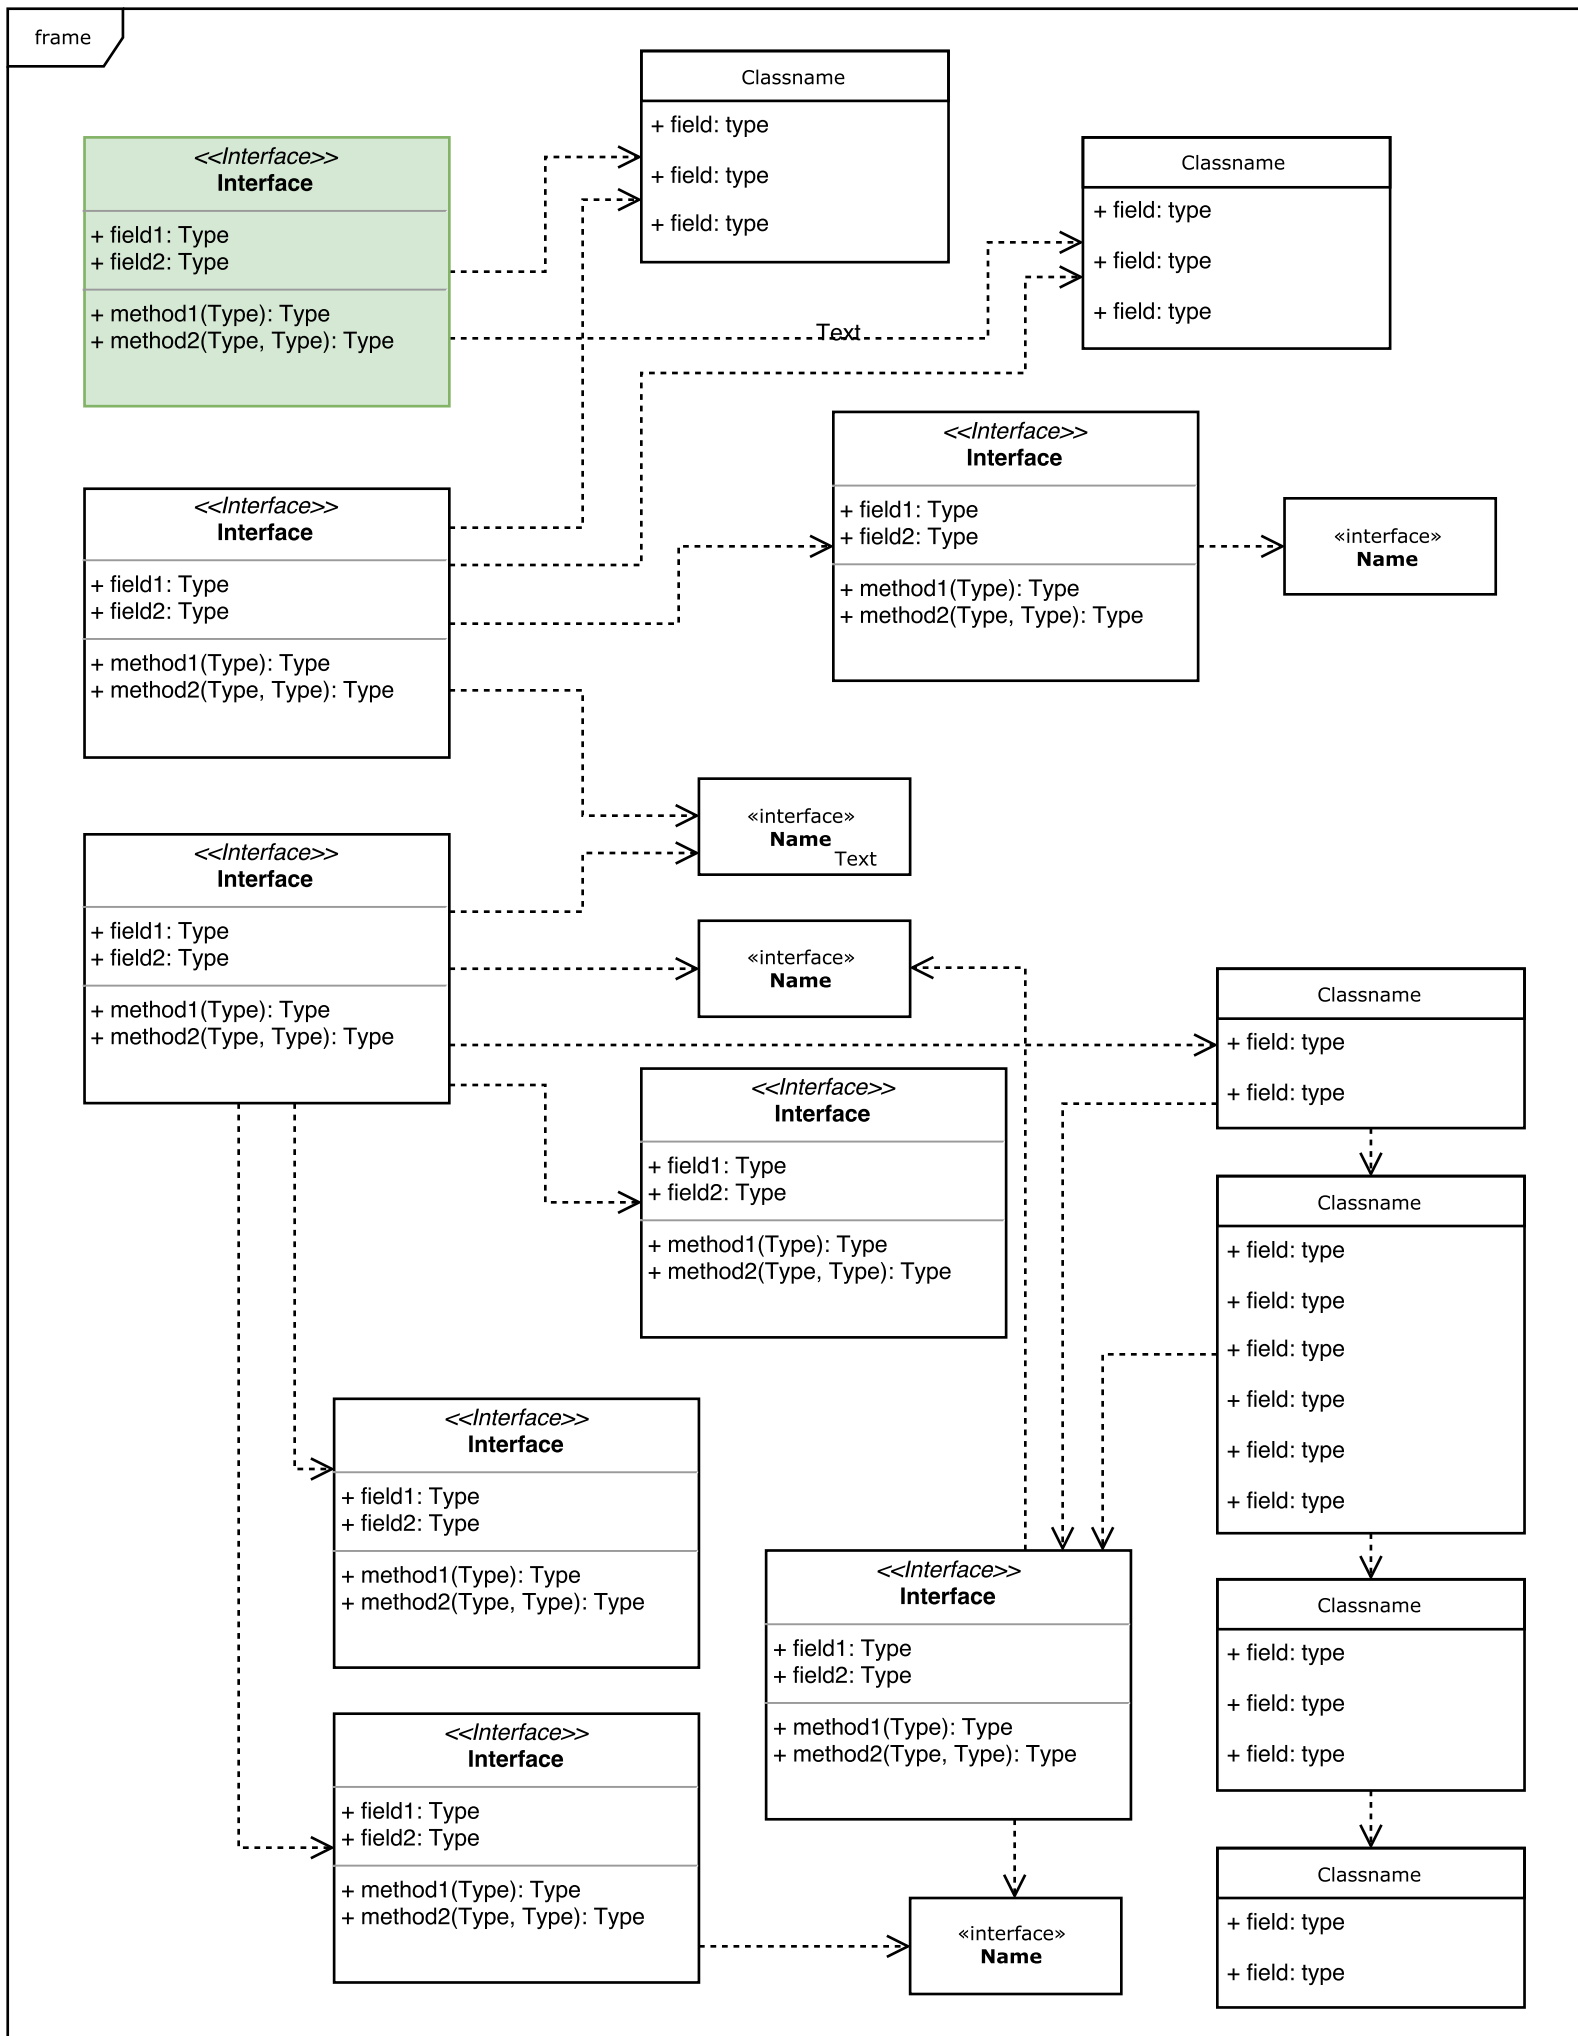 frame
Classname
+ field: type
+ field: type
+ field: type
<<Interface>>
Interface
+ field1: Type
+ field2: Type
+ method1(Type): Type
+ method2(Type, Type): Type
Classname
+ field: type
+ field: type
+ field: type
Text
<<Interface>>
Interface
+ field1: Type
+ field2: Type
+ method1(Type): Type
+ method2(Type, Type): Type
«interface»
Name
<<Interface>>
Interface
+ field1: Type
+ field2: Type
+ method1(Type): Type
+ method2(Type, Type): Type
«interface»
Name
Text
<<Interface>>
Interface
+ field1: Type
+ field2: Type
+ method1(Type): Type
+ method2(Type, Type): Type
«interface»
Name
Classname
+ field: type
+ field: type
<<Interface>>
Interface
+ field1: Type
+ field2: Type
+ method1(Type): Type
+ method2(Type, Type): Type
Classname
+ field: type
+ field: type
+ field: type
+ field: type
+ field: type
+ field: type
<<Interface>>
Interface
+ field1: Type
+ field2: Type
+ method1(Type): Type
+ method2(Type, Type): Type
<<Interface>>
Interface
+ field1: Type
+ field2: Type
+ method1(Type): Type
+ method2(Type, Type): Type
Classname
+ field: type
+ field: type
+ field: type
<<Interface>>
Interface
+ field1: Type
+ field2: Type
+ method1(Type): Type
+ method2(Type, Type): Type
«interface»
Name
Classname
+ field: type
+ field: type